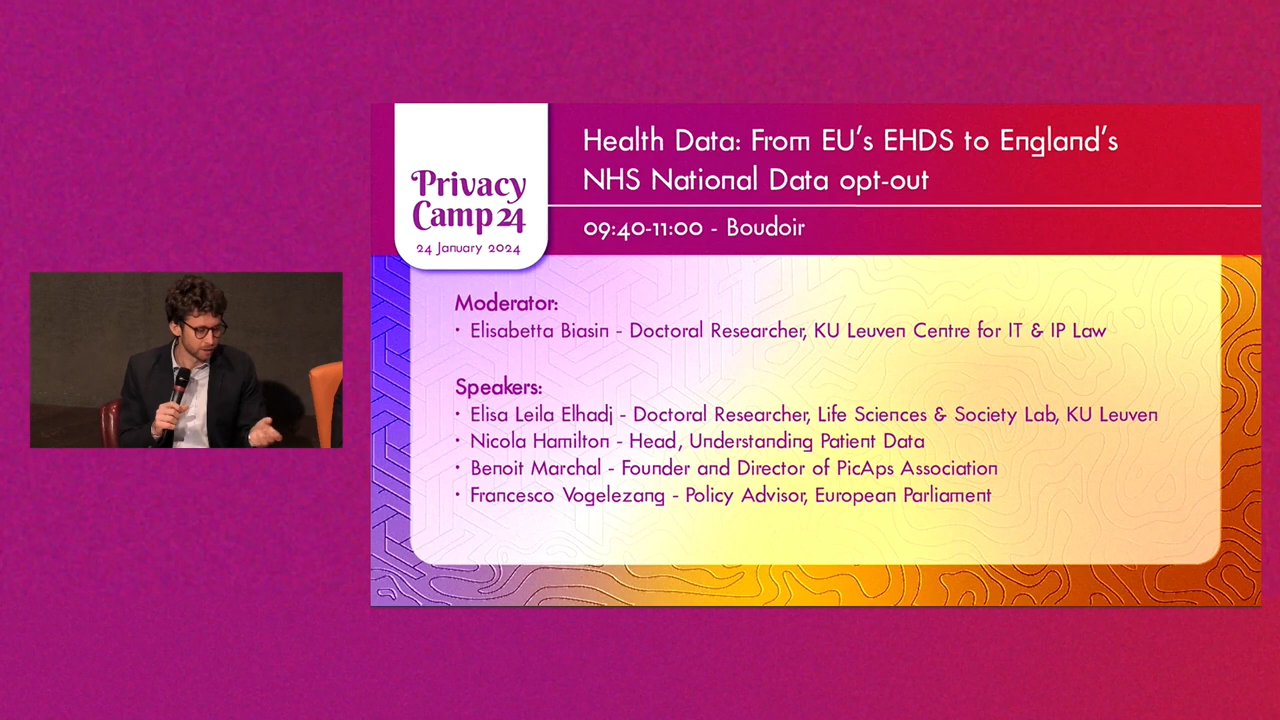 Privacy
Camp 24
24 January 2024
Health Data: From EU's EHDS to England's
NHS National Data opt-out
09:40-11:00 - Boudoir
Moderator:
• Elisabetta Biasin - Doctoral Researcher, KU Leuven Centre for IT & IP Law
Speakers:
• Elisa Leila Elhadj - Doctoral Researcher, Life Sciences & Society Lab, KU Leuven
• Nicola Hamilton - Head, Understanding Patient Data
• Benoit Marchal - Founder and Director of PicAps Association
• Francesco Vogelezang - Policy Advisor, European Parliament